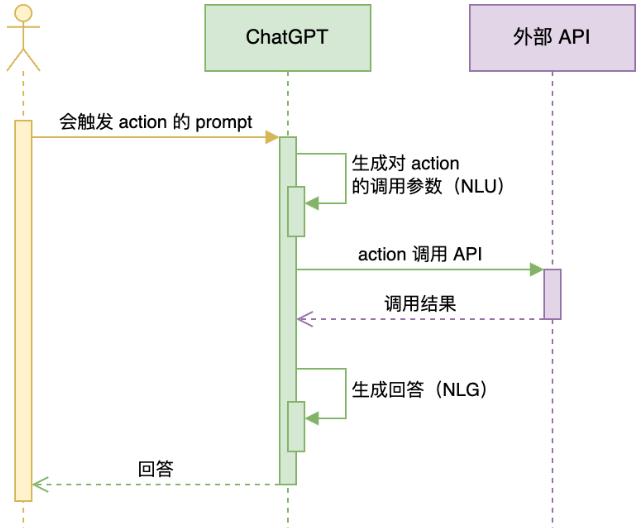 ChatGPT
外部 API
会触发 action 的 prompt
生成对 action
的调用参数（NLU）
action 调用 API
调用结果
生成回答（NLG）
回答